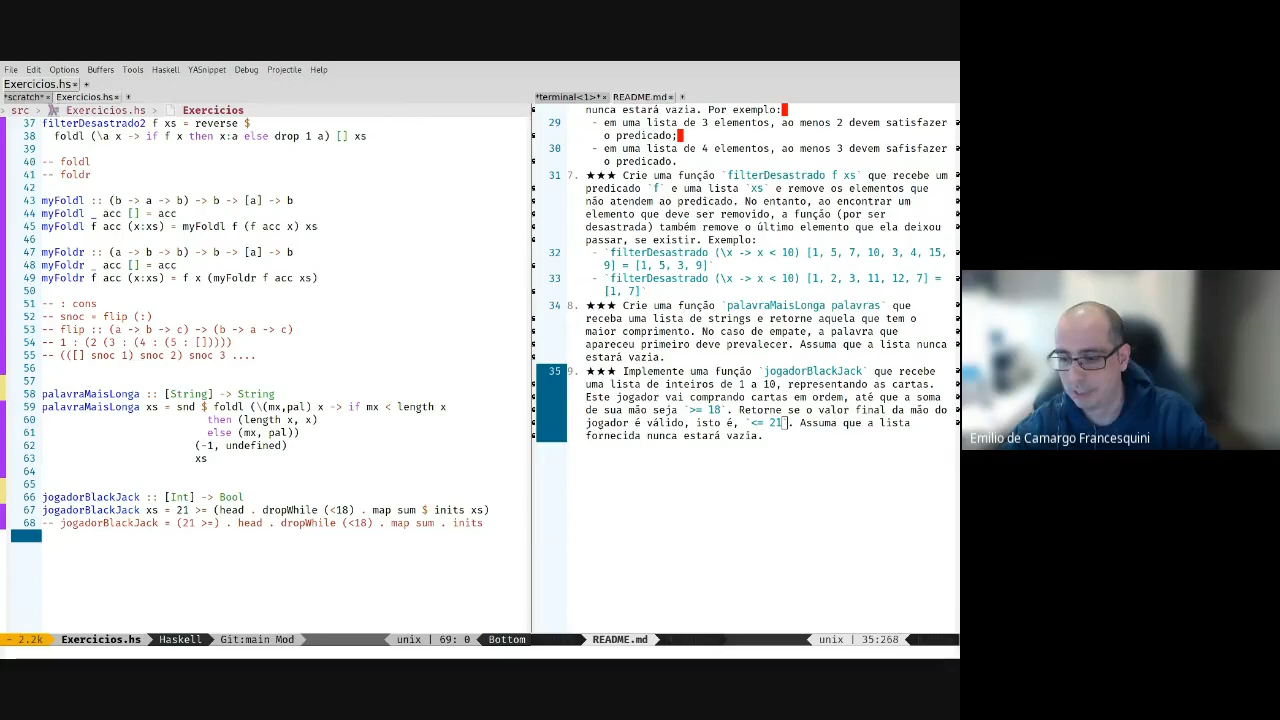 File Edit Options Buffers Tools Haskell YASnippet Debug Projectile Help
Exercicios.hs× +
*scratch*× Exercicios.hs× +
src > Exercicios.hs > Exercicios
37 filterDesastrado2 f xs = reverse $
38 foldl (\a x -> if f x then x:a else drop 1 a) [] xs
39
40 -- foldl
41 -- foldr
42
43 myFoldl :: (b -> a -> b) -> b -> [a] -> b
44 myFoldl _ acc [] = acc
45 myFoldl f acc (x:xs) = myFoldl f (f acc x) xs
46
47 myFoldr :: (a -> b -> b) -> b -> [a] -> b
48 myFoldr _ acc [] = acc
49 myFoldr f acc (x:xs) = f x (myFoldr f acc xs)
50
51 -- : cons
52 -- snoc = flip (:)
53 -- flip :: (a -> b -> c) -> (b -> a -> c)
54 -- 1 : (2 (3 : (4 : (5 : []))))
55 -- (([] snoc 1) snoc 2) snoc 3 ....
56
57
58 palavraMaisLonga :: [String] -> String
59 palavraMaisLonga xs = snd $ foldl (\(mx,pal) x -> if mx < length x
60 then (length x, x)
61 else (mx, pal))
62 (-1, undefined)
63 xs
64
65
66 jogadorBlackJack :: [Int] -> Bool
67 jogadorBlackJack xs = 21 >= (head . dropWhile (<18) . map sum $ inits xs)
68 -- jogadorBlackJack = (21 >=) . head . dropWhile (<18) . map sum . inits
- 2.2k Exercicios.hs Haskell Git:main Mod unix | 69: 0 Bottom
*terminal<1>*× README.md× +
nunca estará vazia. Por exemplo:
29 - em uma lista de 3 elementos, ao menos 2 devem satisfazer
o predicado;
30 - em uma lista de 4 elementos, ao menos 3 devem safisfazer
o predicado.
31 7. ★★★ Crie uma função `filterDesastrado f xs` que recebe um
predicado `f` e uma lista `xs` e remove os elementos que
não atendem ao predicado. No entanto, ao encontrar um
elemento que deve ser removido, a função (por ser
desastrada) também remove o último elemento que ela deixou
passar, se existir. Exemplo:
32 - `filterDesastrado (\x -> x < 10) [1, 5, 7, 10, 3, 4, 15,
9] = [1, 5, 3, 9]`
33 - `filterDesastrado (\x -> x < 10) [1, 2, 3, 11, 12, 7] =
[1, 7]`
34 8. ★★★ Crie uma função `palavraMaisLonga palavras` que
receba uma lista de strings e retorne aquela que tem o
maior comprimento. No caso de empate, a palavra que
apareceu primeiro deve prevalecer. Assuma que a lista nunca
estará vazia.
35 9. ★★★ Implemente uma função `jogadorBlackJack` que recebe
uma lista de inteiros de 1 a 10, representando as cartas.
Este jogador vai comprando cartas em ordem, até que a soma
de sua mão seja `>= 18`. Retorne se o valor final da mão do
jogador é válido, isto é, `<= 21`. Assuma que a lista
fornecida nunca estará vazia.
README.md unix | 35:268
Emilio de Camargo Francesquini